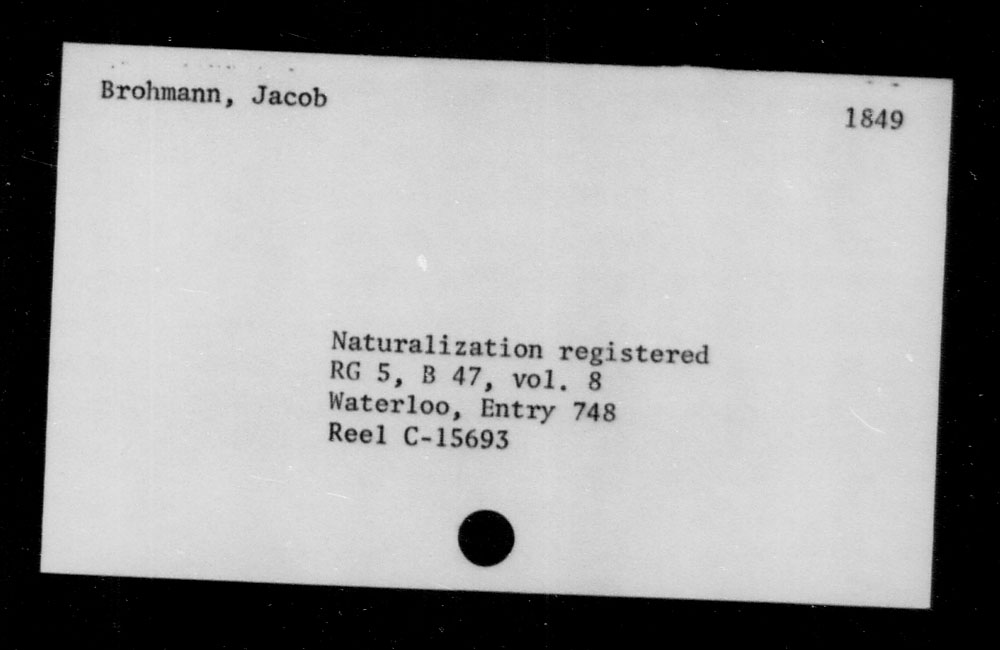 Brohmann, Jacob
1849
Naturalization registered
RG 5, B 47, vol. 8
Waterloo, Entry 748
Reel C-15693